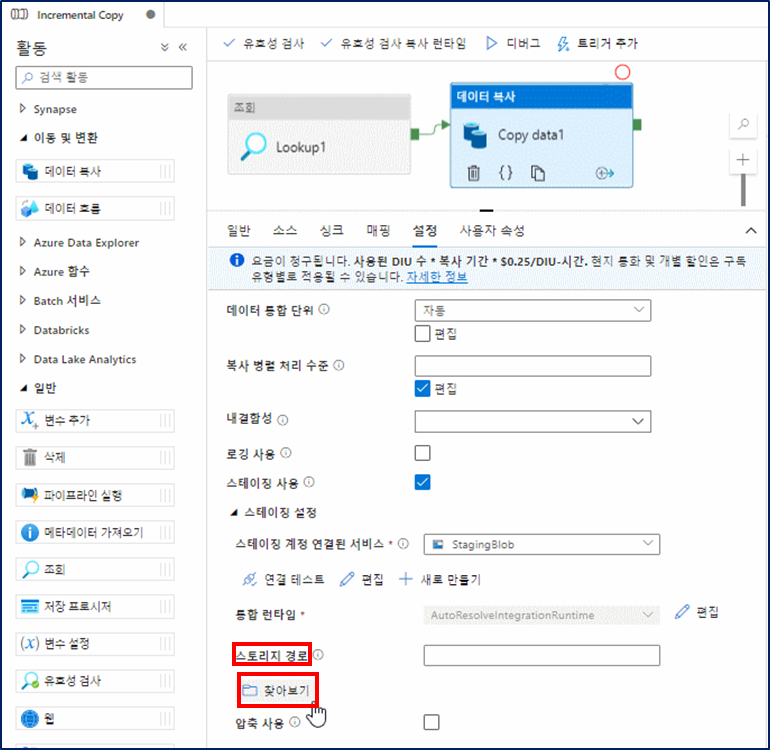 Incremental Copy
활동
검색 활동
Synapse
이동 및 변환
데이터 복사
데이터 흐름
Azure Data Explorer
Azure 함수
Batch 서비스
Databricks
Data Lake Analytics
일반
변수 추가
삭제
파이프라인 실행
메타데이터 가져오기
조회
저장 프로시저
변수 설정
유효성 검사
웹
유효성 검사 유효성 검사 복사 런타임 디버그 트리거 추가
조회
Lookup1
데이터 복사
Copy data1
일반 소스 싱크 매핑 설정 사용자 속성
요금이 청구됩니다. 사용된 DIU 수 * 복사 기간 * $0.25/DIU-시간. 현지 통화 및 개별 할인은 구독
유형별로 적용될 수 있습니다. 자세한 정보
데이터 통합 단위 자동
편집
복사 병렬 처리 수준
편집
내결함성
로깅 사용
스테이징 사용
스테이징 설정
스테이징 계정 연결된 서비스 * StagingBlob
연결 테스트 편집 새로 만들기
통합 런타임 * AutoResolveIntegrationRuntime 편집
스토리지 경로
찾아보기
압축 사용